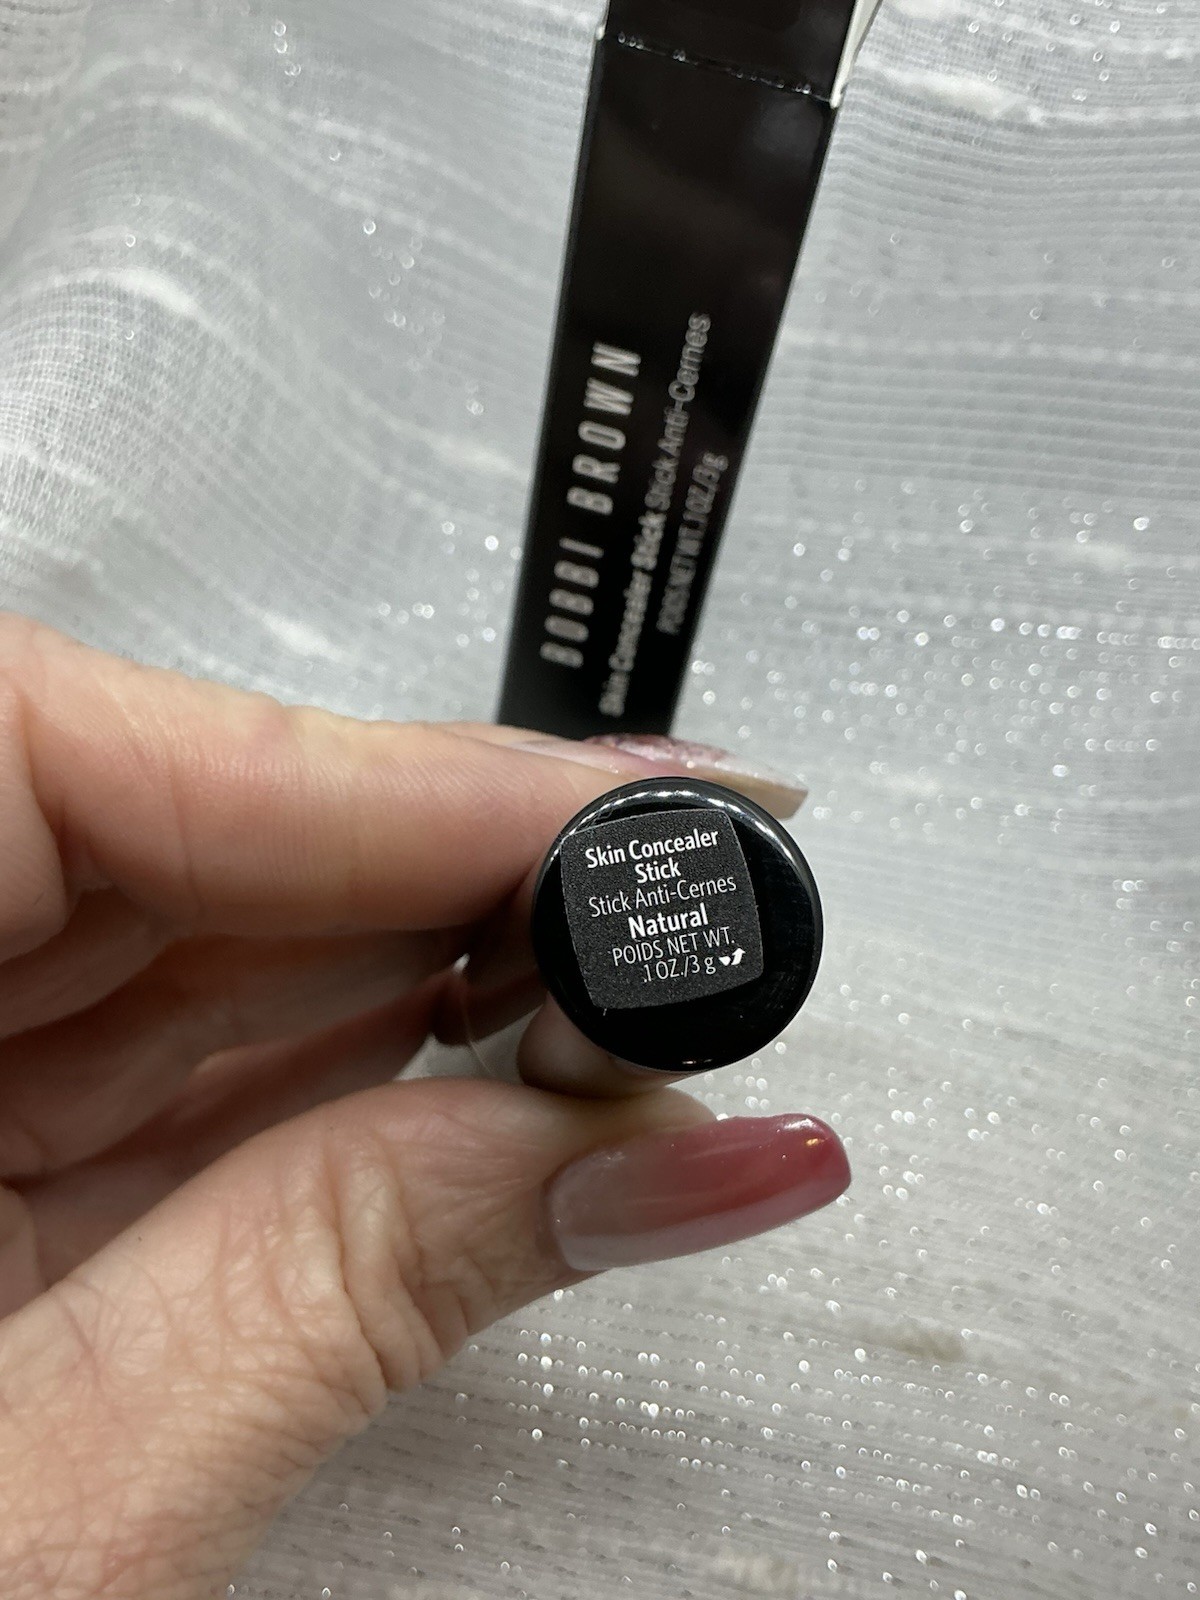 BOBBI BROWN
Skin Concealer Stick Stick Anti-Cernes
POIDS NET WT. .1 OZ./3 g
Skin Concealer
Stick
Stick Anti-Cernes
Natural
POIDS NET WT.
.1 OZ./3 g